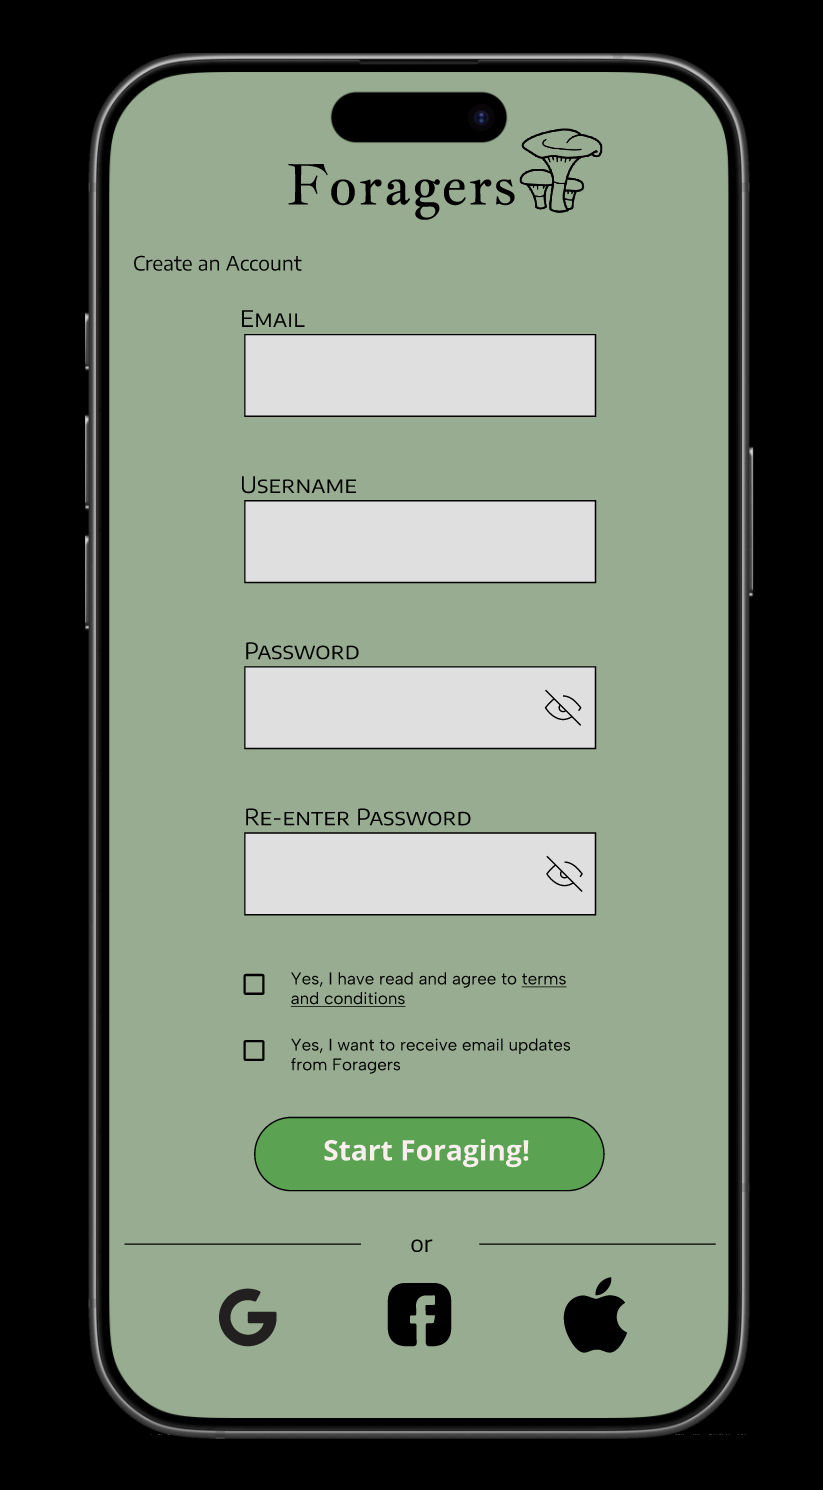 Foragers
Create an Account
Email
Username
Password
Re-enter Password
Yes, I have read and agree to terms
and conditions
Yes, I want to receive email updates
from Foragers
Start Foraging!
or